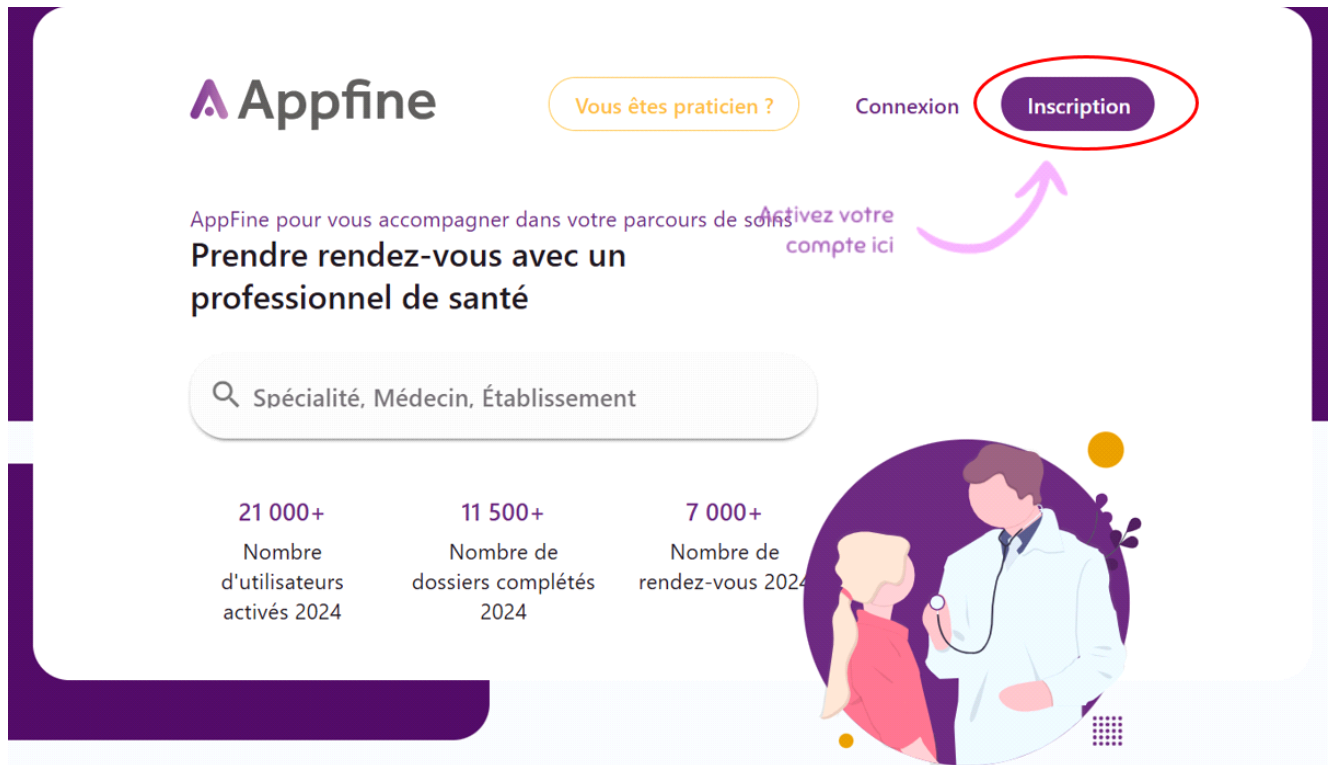 Appfine
Vous êtes praticien ?
Connexion
Inscription
AppFine pour vous accompagner dans votre parcours de soins
Activez votre
compte ici
Prendre rendez-vous avec un
professionnel de santé
Spécialité, Médecin, Établissement
21 000+
Nombre
d'utilisateurs
activés 2024
11 500+
Nombre de
dossiers complétés
2024
7 000+
Nombre de
rendez-vous 2024